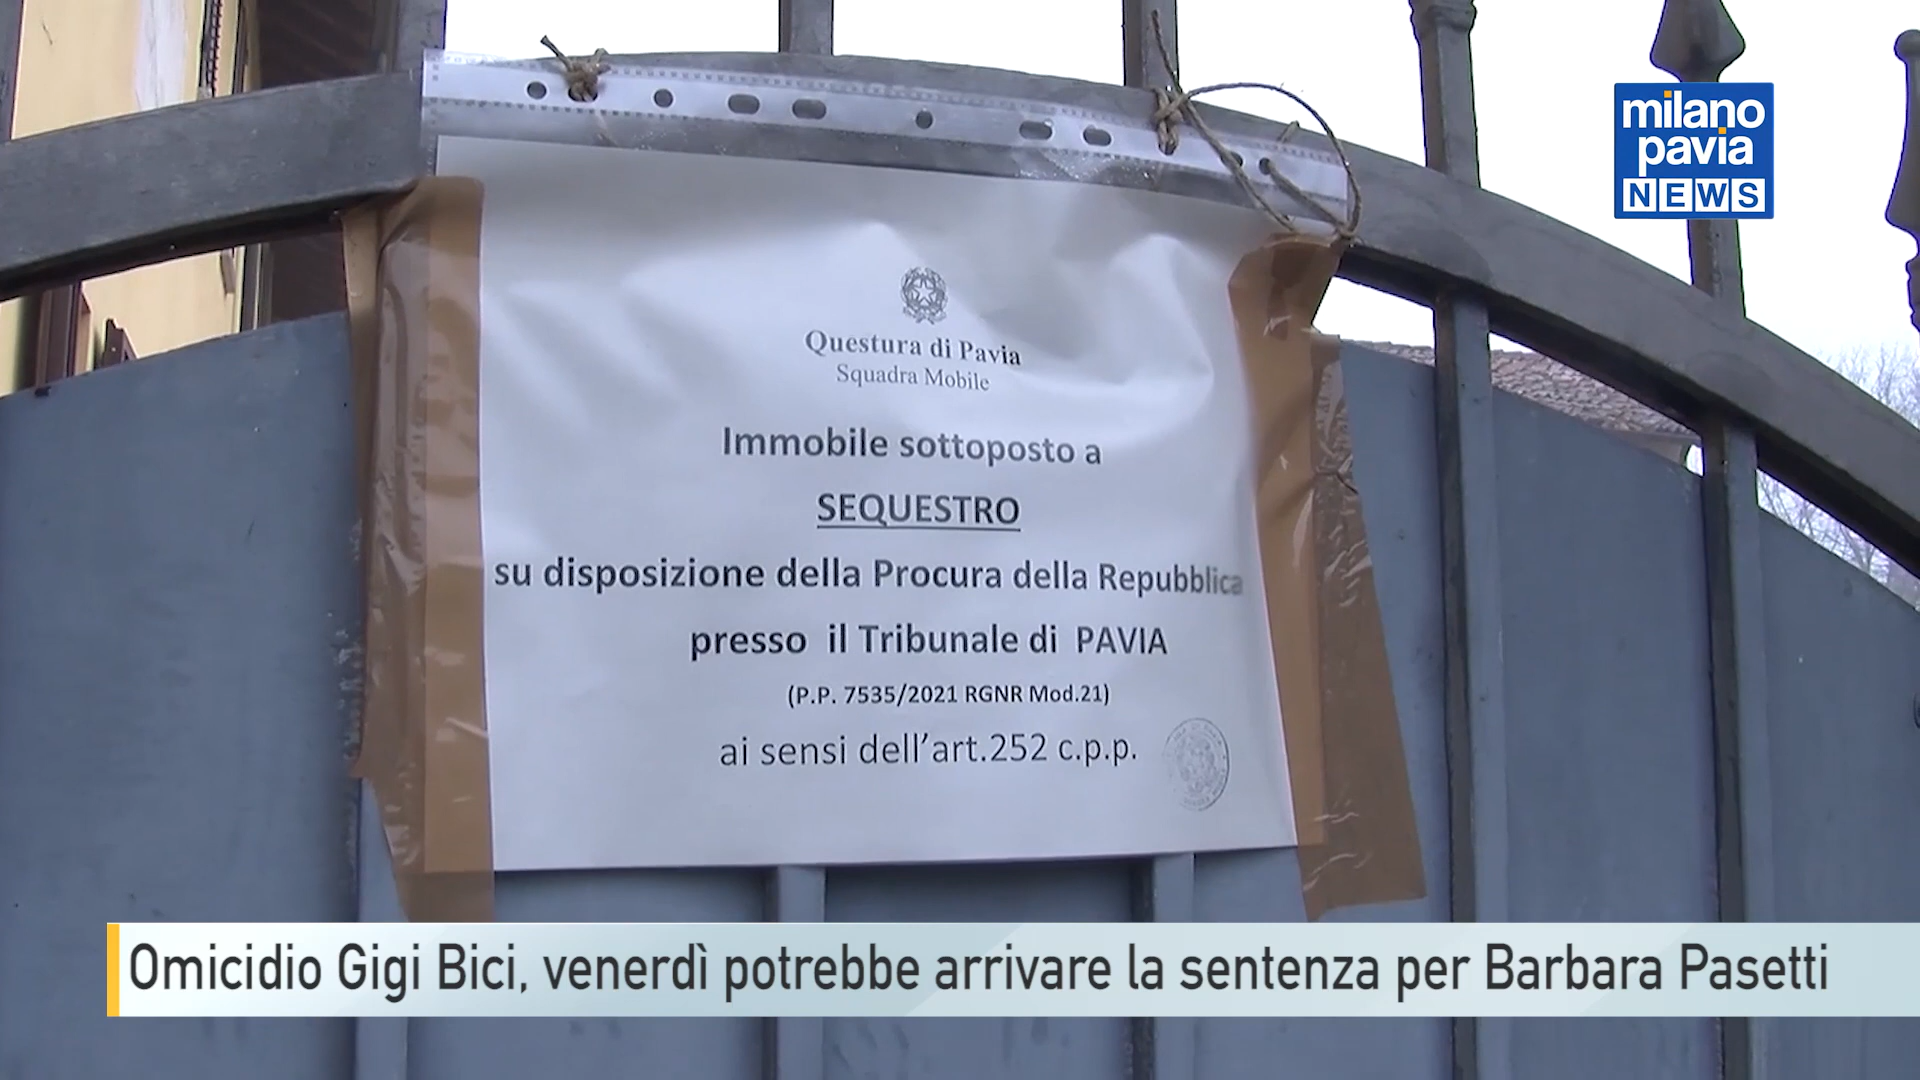 milano
pavia
NEWS
Questura di Pavia
Squadra Mobile
Immobile sottoposto a
SEQUESTRO
su disposizione della Procura della Repubblica
presso il Tribunale di PAVIA
(P.P. 7535/2021 RGNR Mod.21)
ai sensi dell'art.252 c.p.p.
Omicidio Gigi Bici, venerdì potrebbe arrivare la sentenza per Barbara Pasetti